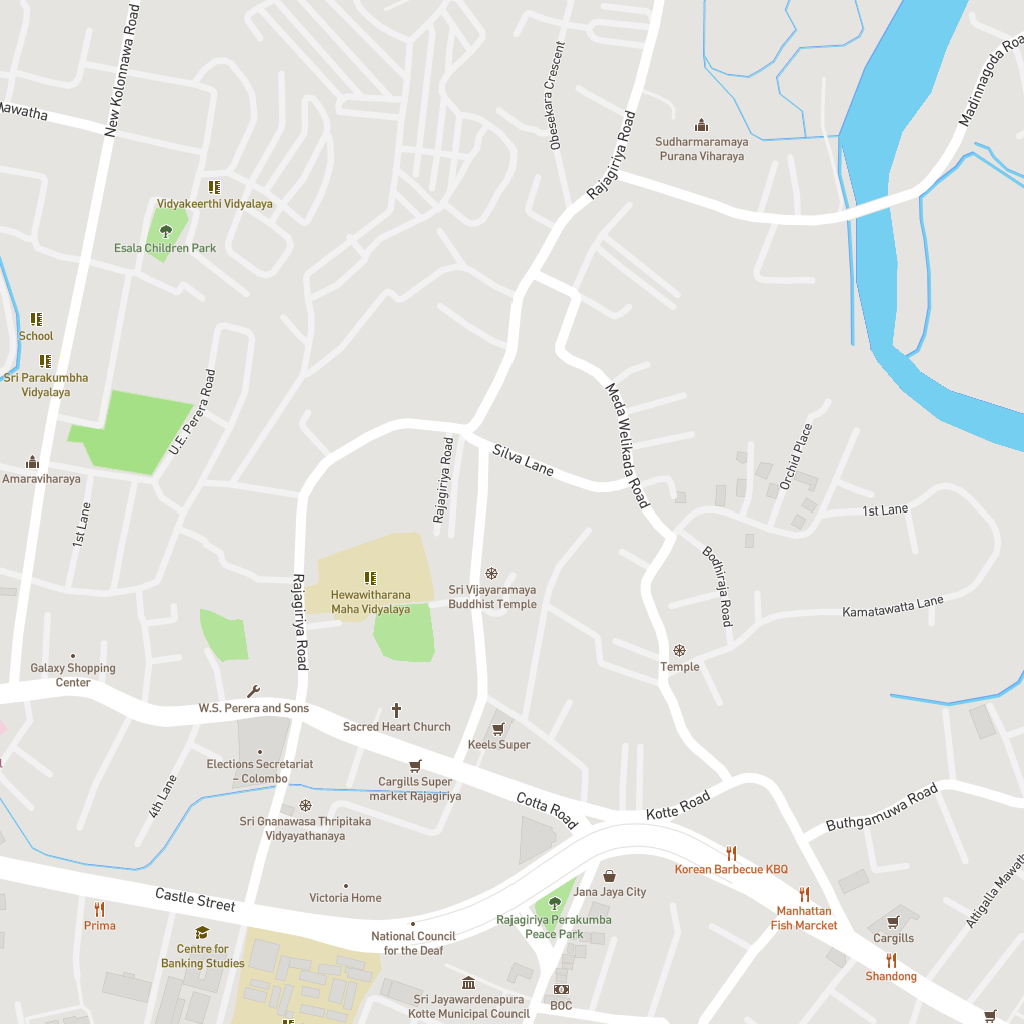 New Kolonnawa Road
Mawatha
Obesekara Crescent
Rajagiriya Road
Madinnagoda Roa
Sudharmaramaya
Purana Viharaya
Vidyakeerthi Vidyalaya
Esala Children Park
School
Sri Parakumbha
Vidyalaya
U.E. Perera Road
Meda Welikada Road
Silva Lane
Rajagiriya Road
Orchid Place
Amaraviharaya
1st Lane
1st Lane
Bodhiraja Road
Kamatawatta Lane
Hewawitharana
Maha Vidyalaya
Sri Vijayaramaya
Buddhist Temple
Rajagiriya Road
Temple
Galaxy Shopping
Center
W.S. Perera and Sons
Sacred Heart Church
Keels Super
Elections Secretariat
– Colombo
Cargills Super
market Rajagiriya
4th Lane
l
Sri Gnanawasa Thripitaka
Vidyayathanaya
Cotta Road
Kotte Road
Buthgamuwa Road
Korean Barbecue KBQ
Jana Jaya City
Attigalla Mawath
Castle Street
Victoria Home
Prima
Manhattan
Fish Marcket
Rajagiriya Perakumba
Peace Park
National Council
for the Deaf
Cargills
Centre for
Banking Studies
Shandong
Sri Jayawardenapura
Kotte Municipal Council
BOC